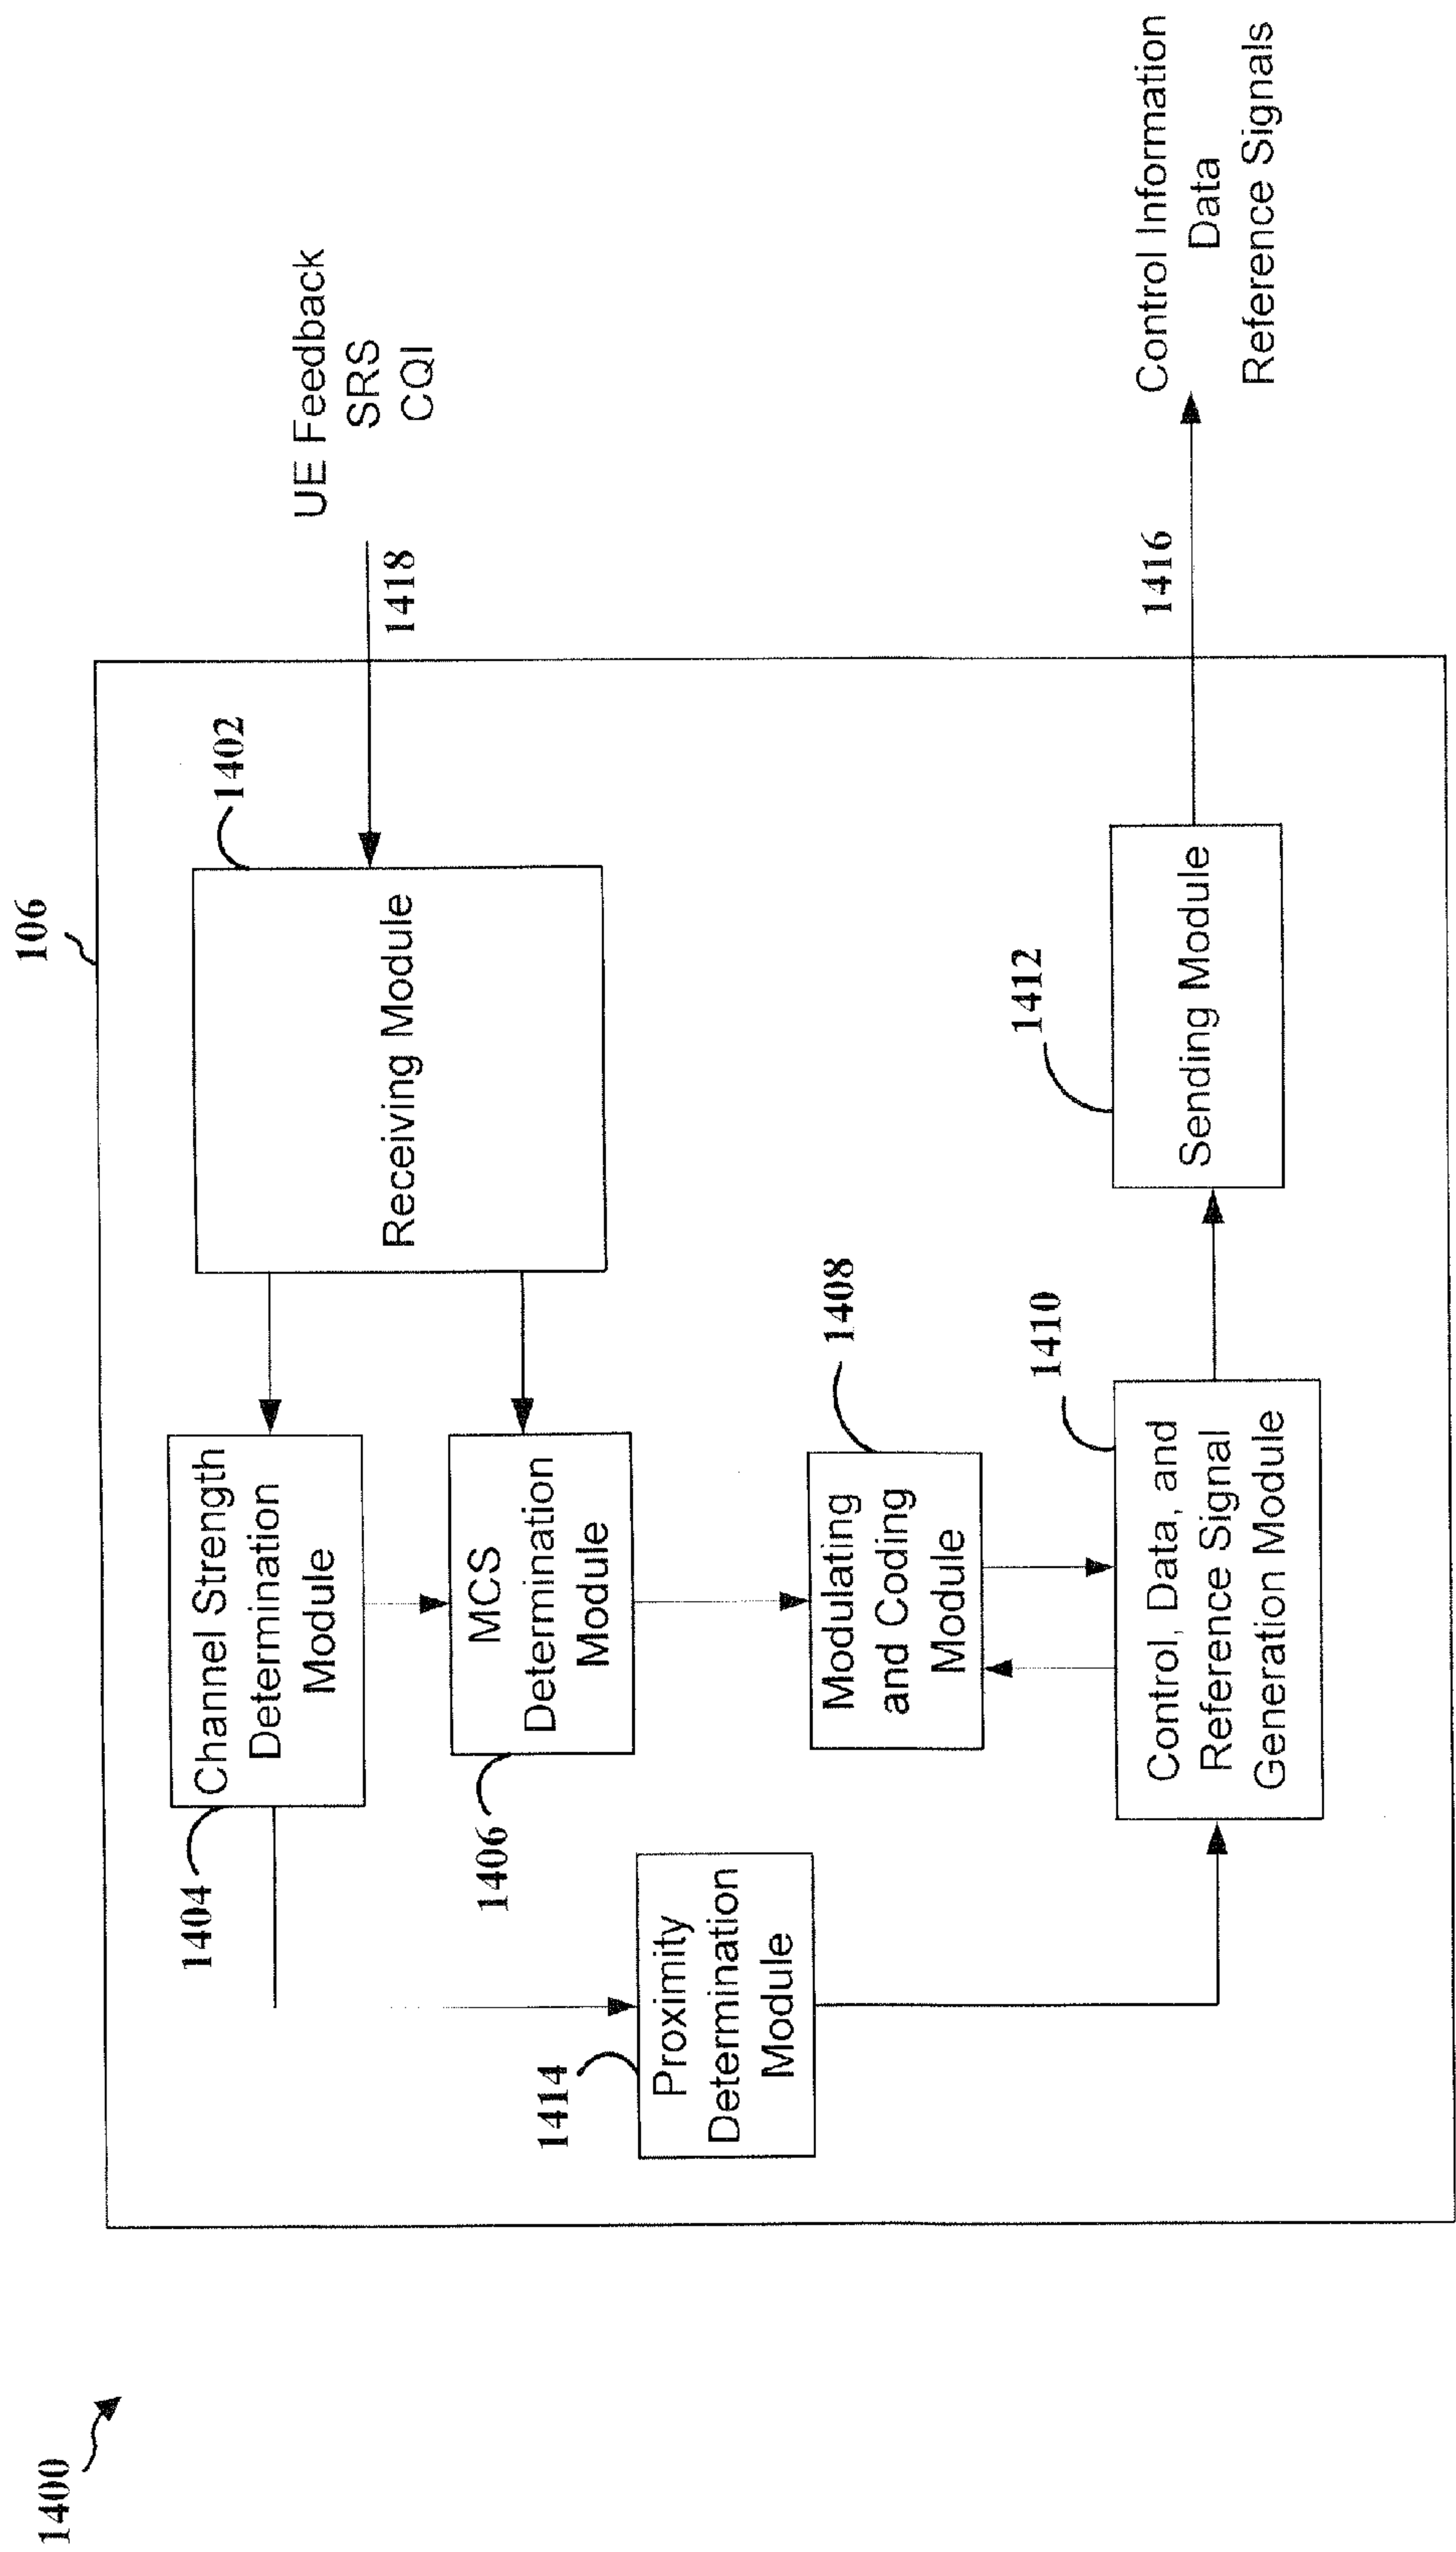 1400
106
1404
Channel Strength
Determination
Module
1402
Receiving Module
UE Feedback
SRS
CQI
1418
1406
MCS
Determination
Module
1414
Proximity
Determination
Module
1408
Modulating
and Coding
Module
1410
Control, Data, and
Reference Signal
Generation Module
1412
Sending Module
1416
Control Information
Data
Reference Signals